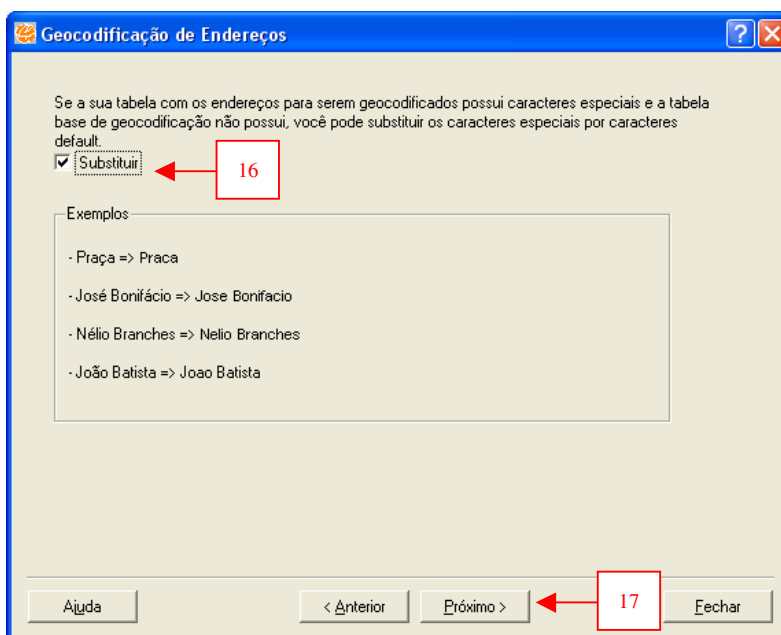 Geocodificação de Endereços
Se a sua tabela com os endereços para serem geocodificados possui caracteres especiais e a tabela
base de geocodificação não possui, você pode substituir os caracteres especiais por caracteres
default.
Substituir
16
Exemplos
- Praça => Praca
- José Bonifácio => Jose Bonifacio
- Nélio Branches => Nelio Branches
- João Batista => Joao Batista
Ajuda
< Anterior
Próximo >
17
Fechar